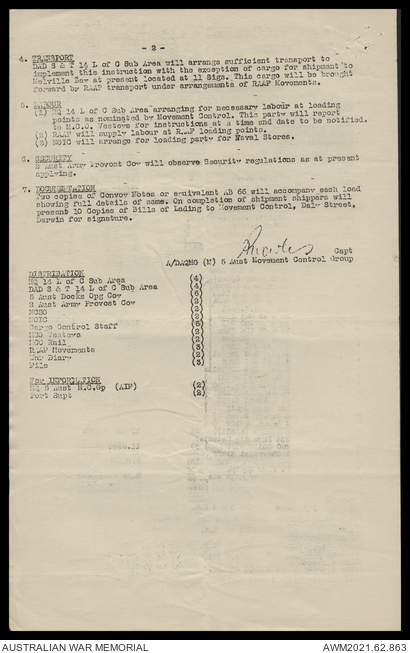 - 2 -
4. TRANSPORT
DAD S & T 14 L of C Sub Area will arrange sufficient transport to
implement this instruction with the exception of cargo for shipment to
Melville Bay at present located at 11 Sigs. This cargo will be brought
forward by RAAF transport under arrangements of RAAF Movements.
5. LABOUR
(1) HQ 14 L of C Sub Area arranging for necessary labour at loading
points as nominated by Movement Control. This party will report
to M.C.O. Vesteys for instructions at a time and date to be notified.
(2) RAAF will supply labour at RAAF loading points.
(3) NOIC will arrange for loading party for Naval Stores.
6. SECURITY
2 Aust Army Provost Coy will observe Security regulations as at present
applying.
7. DOCUMENTATION
Two copies of Convoy Notes or equivalent AB 66 will accompany each load
showing full details of same. On completion of shipment shippers will
present 10 Copies of Bills of Lading to Movement Control, Daly Street,
Darwin for signature.
Capt
A/DAQMG (M) 5 Aust Movement Control Group
DISTRIBUTION
HQ 14 L of C Sub Area (4)
DAD S & T 14 L of C Sub Area (4)
5 Aust Docks Opg Coy (6)
2 Aust Army Provost Coy (2)
NCSO (2)
NOIC (2)
Cargo Control Staff (6)
MCO Vesteys (2)
MCO Rail (2)
RAAF Movements (3)
War Diary (2)
File (3)
For INFORMATION
HQ 5 Aust M.C.Gp (AIF) (2)
Port Supt (2)
AUSTRALIAN WAR MEMORIAL
AWM2021.62.863